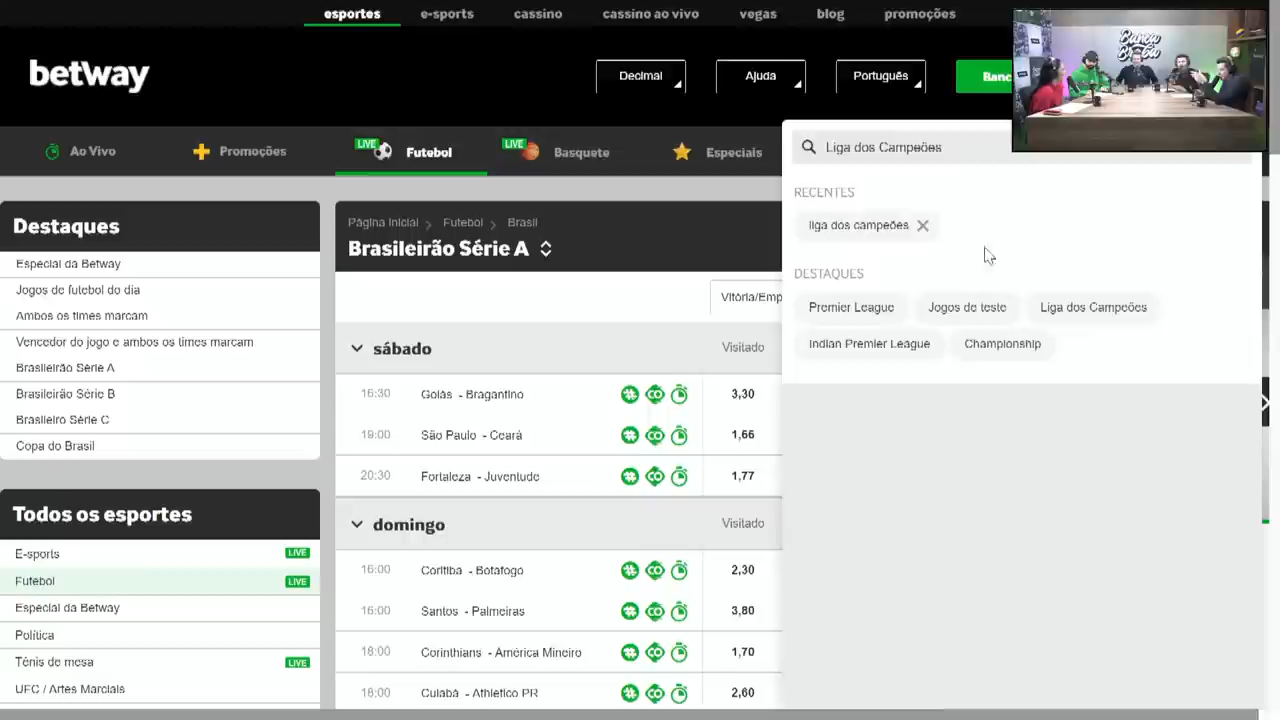 esportes e-sports cassino cassino ao vivo vegas blog promoções
betway
Decimal Ajuda Português Banc
Banca Braba
Ao Vivo Promoções LIVE Futebol LIVE Basquete Especiais
Liga dos Campeões
RECENTES
liga dos campeões
DESTAQUES
Premier League Jogos de teste Liga dos Campeões
Indian Premier League Championship
Destaques
Especial da Betway
Jogos de futebol do dia
Ambos os times marcam
Vencedor do jogo e ambos os times marcam
Brasileirão Série A
Brasileirão Série B
Brasileiro Série C
Copa do Brasil
Todos os esportes
E-sports LIVE
Futebol LIVE
Especial da Betway
Política
Tênis de mesa LIVE
UFC / Artes Marciais
Página Inicial Futebol Brasil
Brasileirão Série A
Vitória/Emp
sábado Visitado
16:30 Goiás - Bragantino 3,30
19:00 São Paulo - Ceará 1,66
20:30 Fortaleza - Juventude 1,77
domingo Visitado
16:00 Coritiba - Botafogo 2,30
16:00 Santos - Palmeiras 3,80
18:00 Corinthians - América Mineiro 1,70
18:00 Cuiabá - Athletico PR 2,60